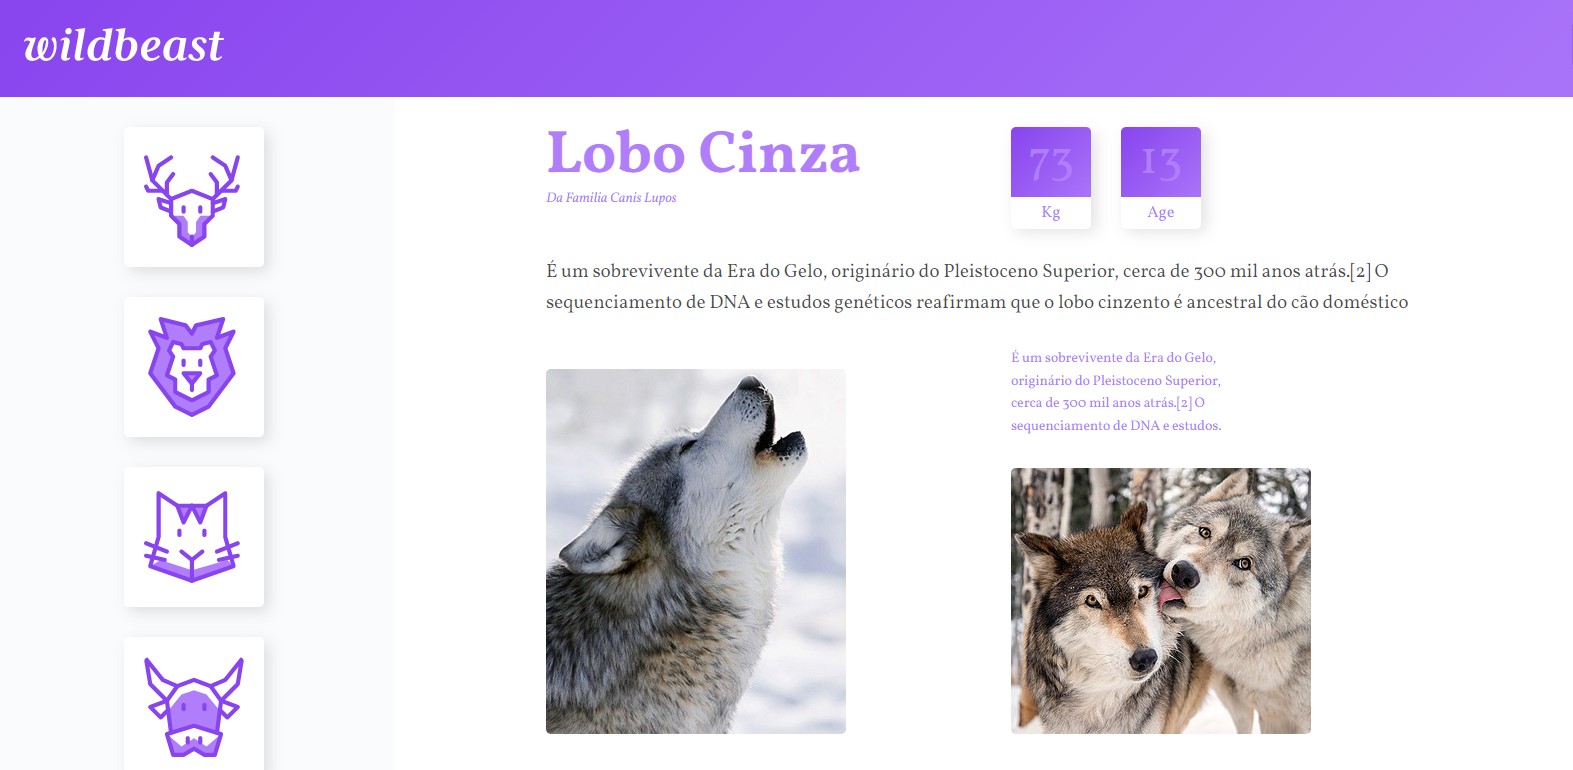 wildbeast
Lobo Cinza
Da Familia Canis Lupos
73
Kg
13
Age
É um sobrevivente da Era do Gelo, originário do Pleistoceno Superior, cerca de 300 mil anos atrás.[2] O
sequenciamento de DNA e estudos genéticos reafirmam que o lobo cinzento é ancestral do cão doméstico
É um sobrevivente da Era do Gelo,
originário do Pleistoceno Superior,
cerca de 300 mil anos atrás.[2] O
sequenciamento de DNA e estudos.